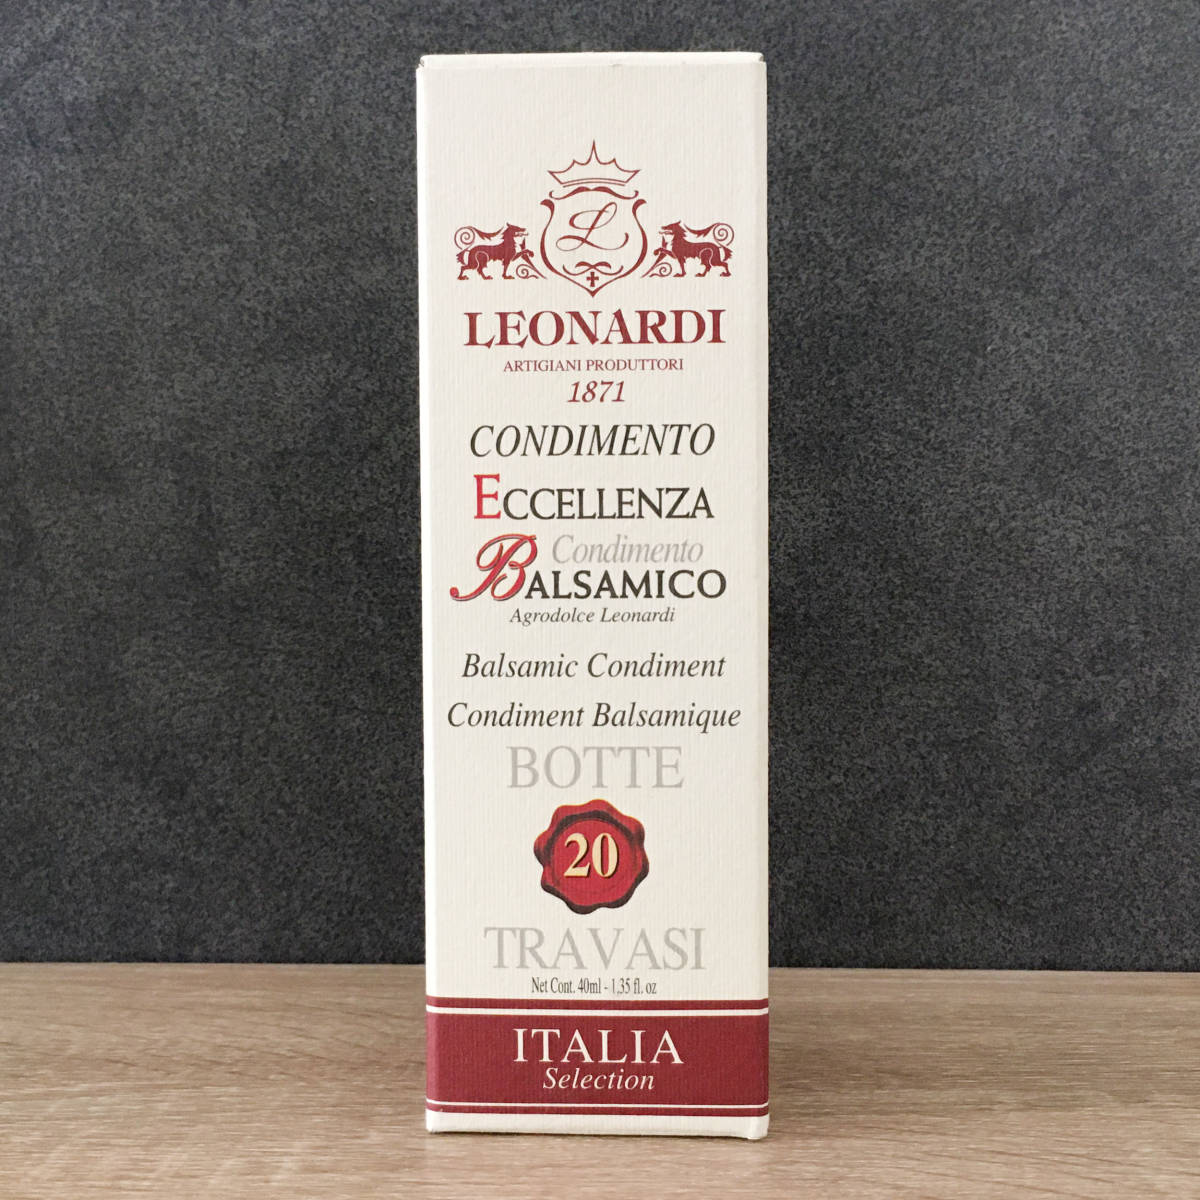 L
LEONARDI
ARTIGIANI PRODUTTORI
1871
CONDIMENTO
ECCELLENZA
Condimento
BALSAMICO
Agrodolce Leonardi
Balsamic Condiment
Condiment Balsamique
BOTTE
20
TRAVASI
Net Cont. 40ml - 1,35 fl. oz
ITALIA
Selection